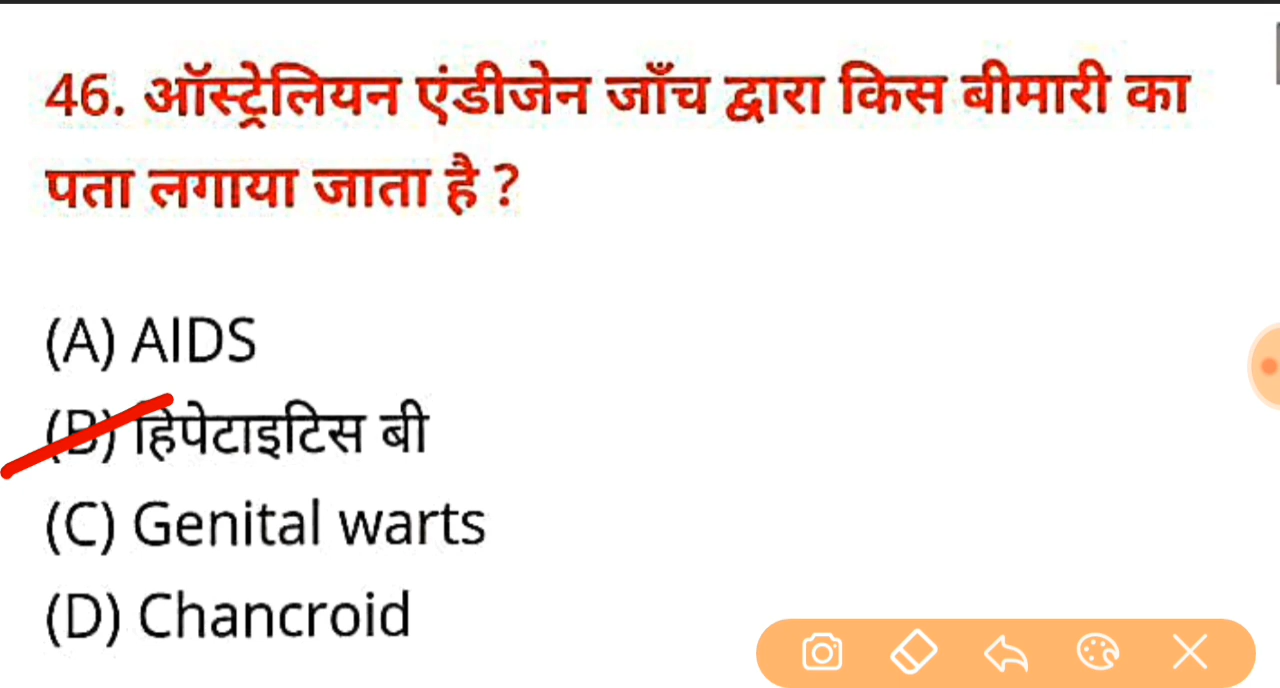 46. ऑस्ट्रेलियन एंडीजेन जाँच द्वारा किस बीमारी का
पता लगाया जाता है ?
(A) AIDS
(B) हिपेटाइटिस बी
(C) Genital warts
(D) Chancroid